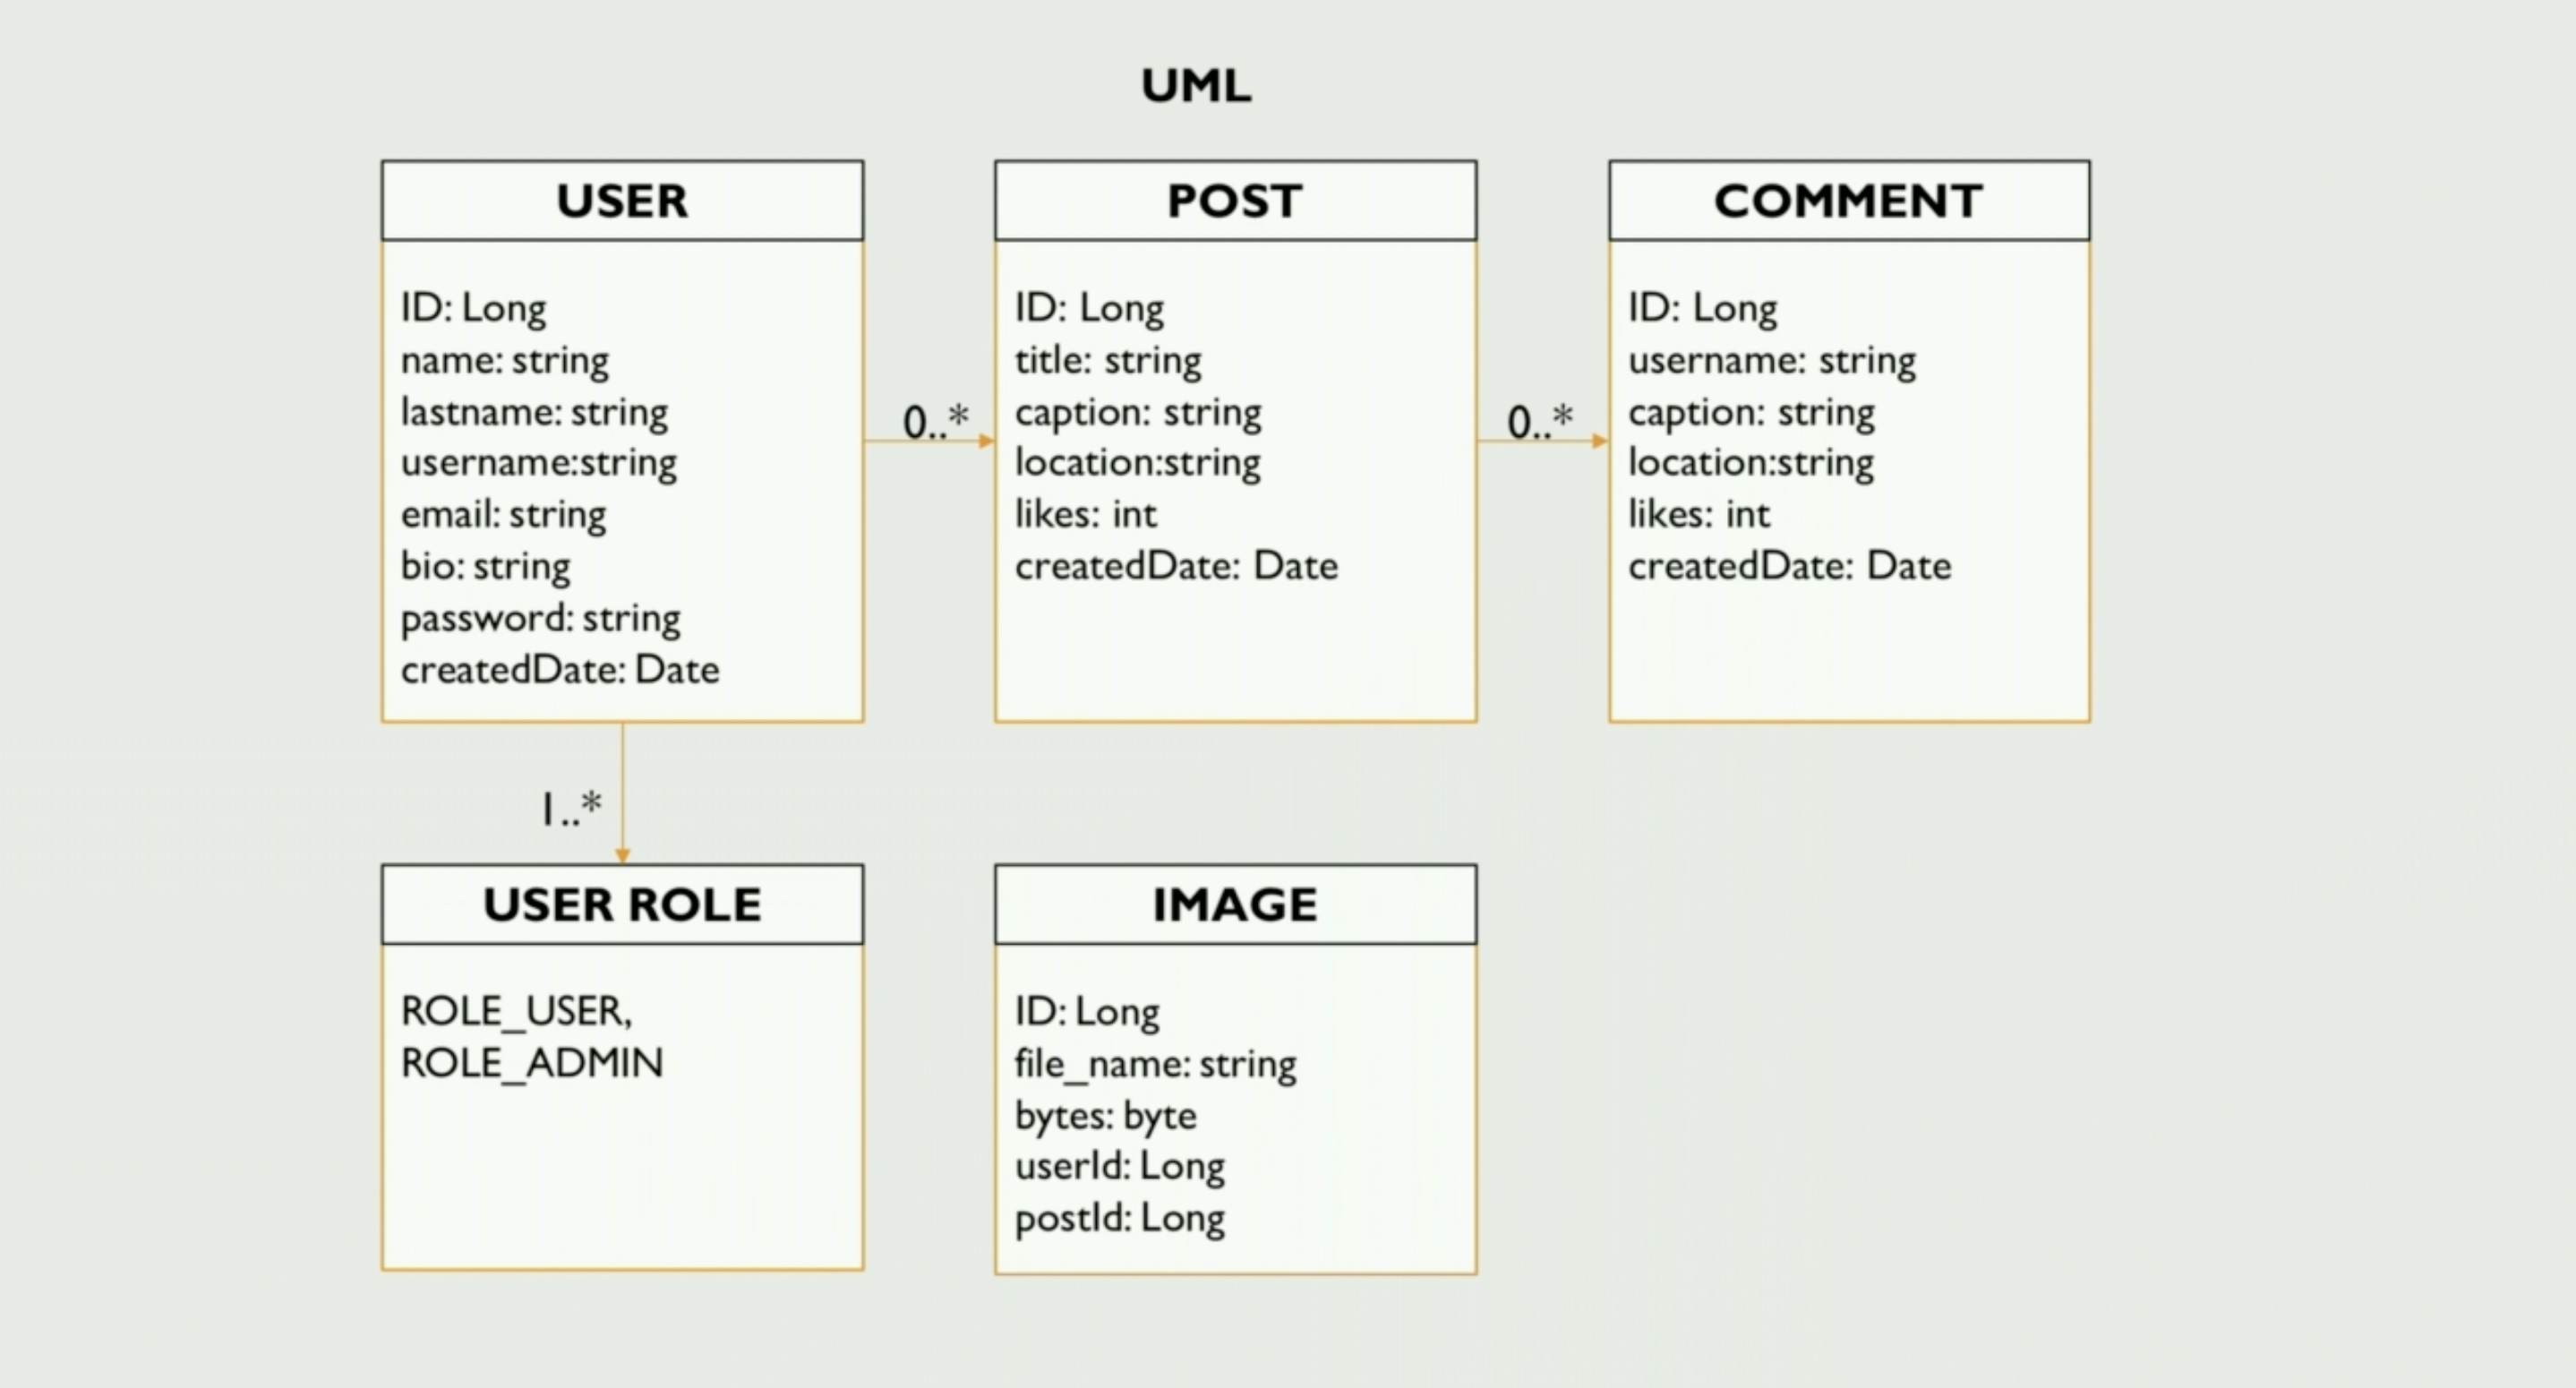 UML
USER
ID: Long
name: string
lastname: string
username:string
email: string
bio: string
password: string
createdDate: Date
0..*
POST
ID: Long
title: string
caption: string
location:string
likes: int
createdDate: Date
0..*
COMMENT
ID: Long
username: string
caption: string
location:string
likes: int
createdDate: Date
1..*
USER ROLE
ROLE_USER,
ROLE_ADMIN
IMAGE
ID: Long
file_name: string
bytes: byte
userId: Long
postId: Long